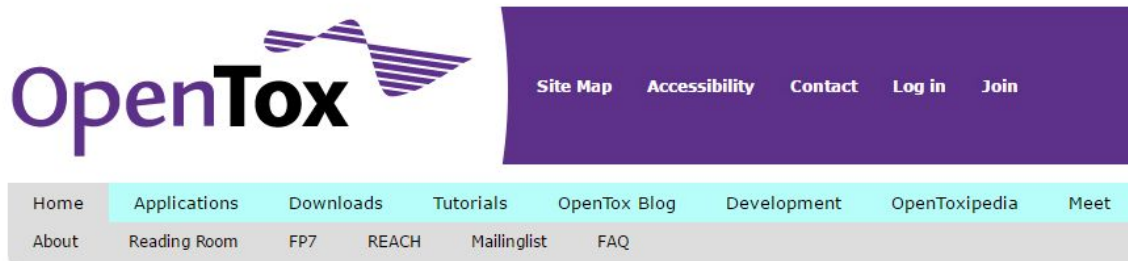 OpenTox
Site Map Accessibility Contact Log in Join
Home Applications Downloads Tutorials OpenTox Blog Development OpenToxipedia Meet
About Reading Room FP7 REACH Mailinglist FAQ